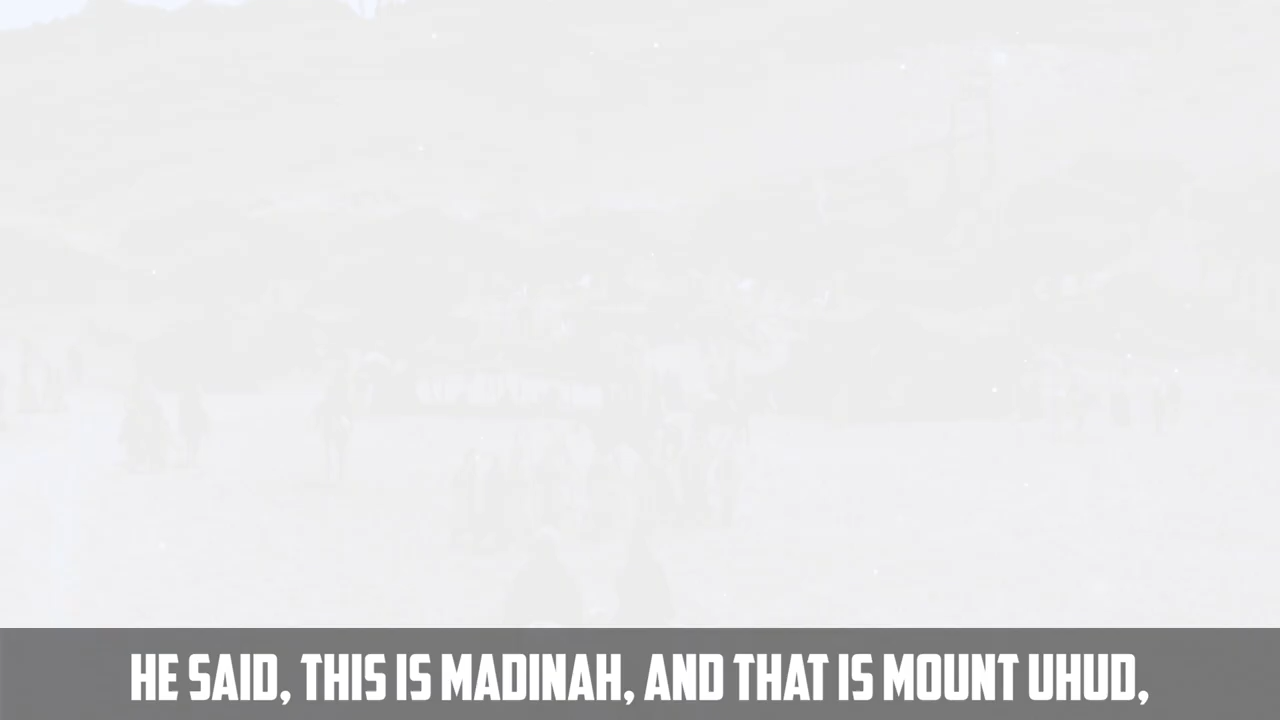 HE SAID, THIS IS MADINAH, AND THAT IS MOUNT UHUD,